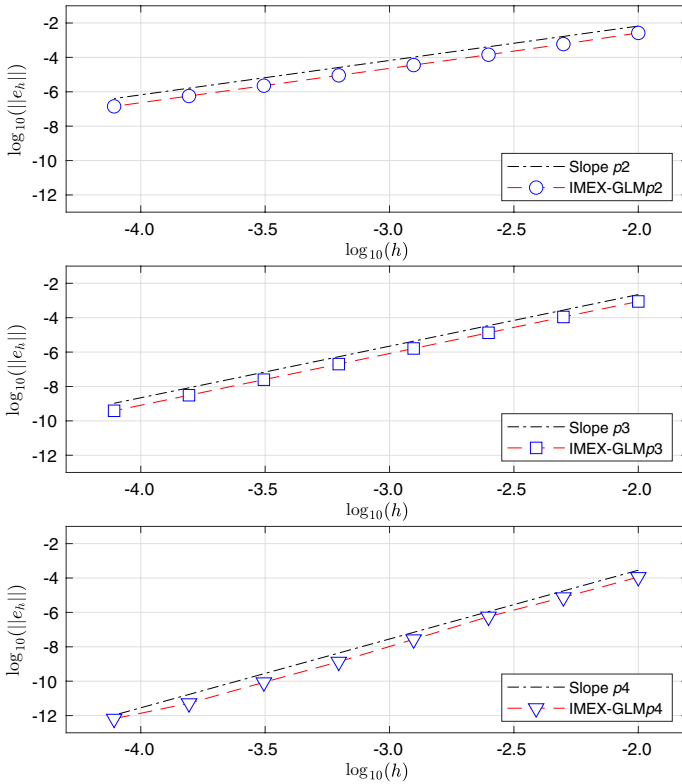 -2
-4
-6
-8
-10
-12
log₁₀(||eₕ||)
Slope p2
IMEX-GLMp2
-4.0 -3.5 -3.0 -2.5 -2.0
log₁₀(h)
-2
-4
-6
-8
-10
-12
log₁₀(||eₕ||)
Slope p3
IMEX-GLMp3
-4.0 -3.5 -3.0 -2.5 -2.0
log₁₀(h)
-2
-4
-6
-8
-10
-12
log₁₀(||eₕ||)
Slope p4
IMEX-GLMp4
-4.0 -3.5 -3.0 -2.5 -2.0
log₁₀(h)